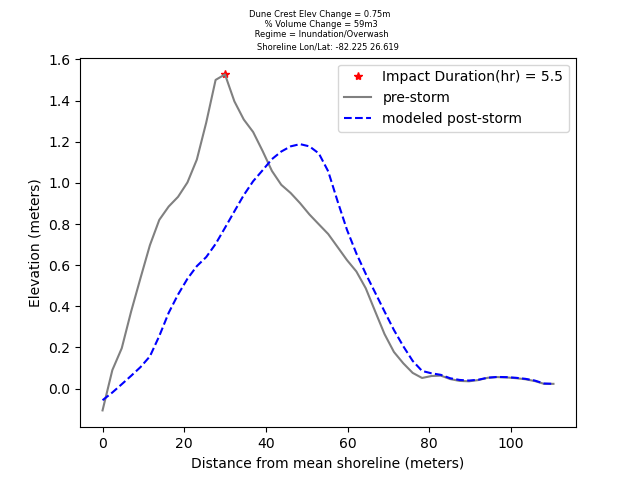 Dune Crest Elev Change = 0.75m
% Volume Change = 59m3
Regime = Inundation/Overwash
Shoreline Lon/Lat: -82.225 26.619
Impact Duration(hr) = 5.5
pre-storm
modeled post-storm
1.6
1.4
1.2
1.0
0.8
0.6
0.4
0.2
0.0
Elevation (meters)
0 20 40 60 80 100
Distance from mean shoreline (meters)